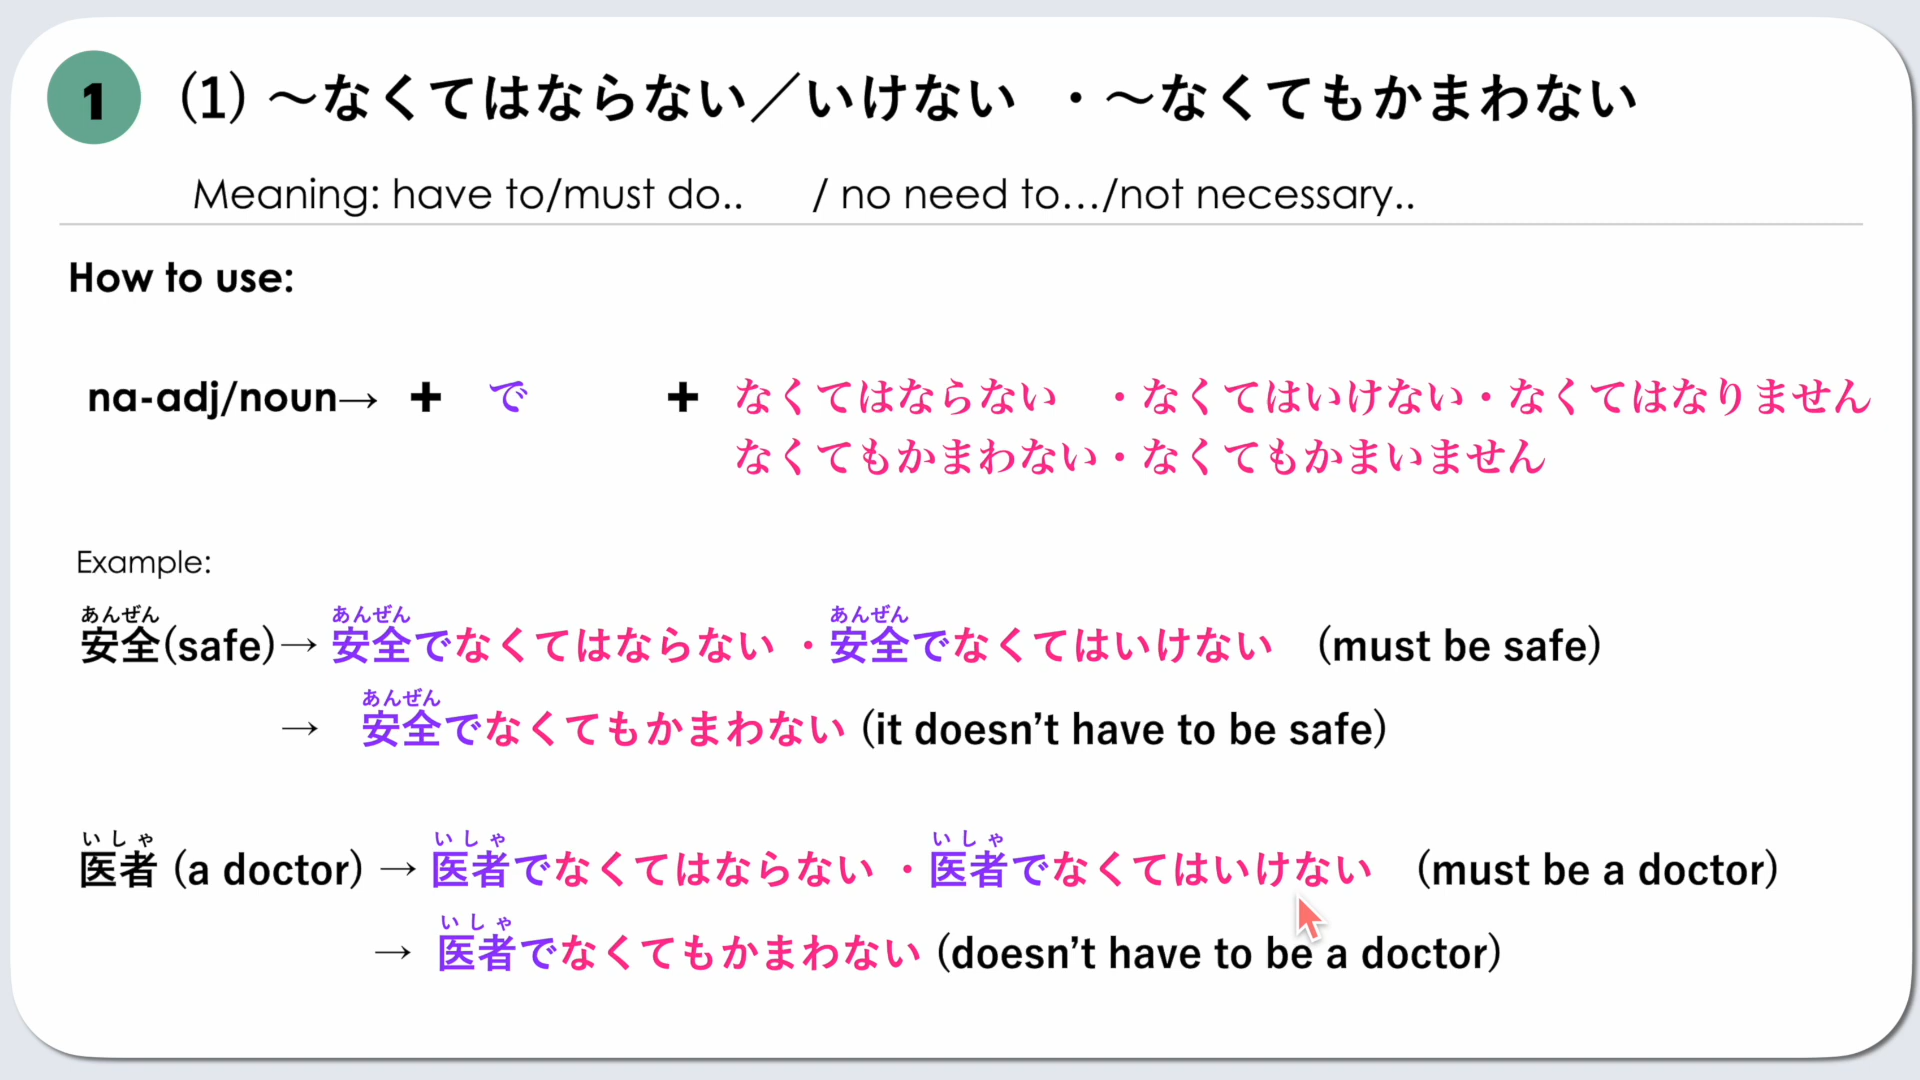 1 (1) ～なくてはならない／いけない ・～なくてもかまわない
Meaning: have to/must do.. / no need to.../not necessary..
How to use:
na-adj/noun→ + で + なくてはならない ・なくてはいけない・なくてはなりません
なくてもかまわない・なくてもかまいません
Example:
あんぜん あんぜん あんぜん
安全(safe)→ 安全でなくてはならない ・安全でなくてはいけない (must be safe)
あんぜん
→ 安全でなくてもかまわない (it doesn't have to be safe)
いしゃ いしゃ いしゃ
医者 (a doctor) → 医者でなくてはならない ・医者でなくてはいけない (must be a doctor)
いしゃ
→ 医者でなくてもかまわない (doesn't have to be a doctor)